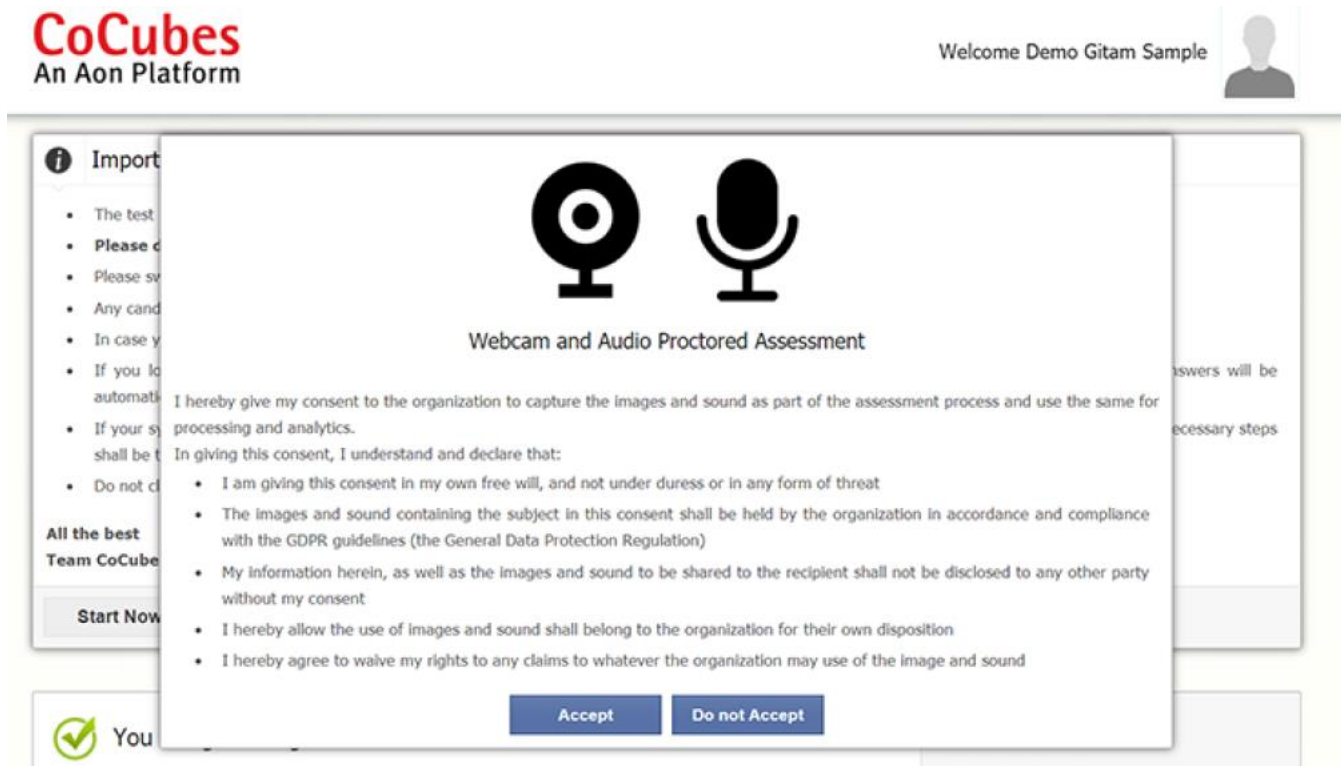 CoCubes
An Aon Platform
Welcome Demo Gitam Sample
Import
The test
Please
Please
Any cand
In case y
If you
swers will be
automati
If your
ecessary steps
shall be
Do not
All the best
Team CoCube
Start Now
You
Webcam and Audio Proctored Assessment
I hereby give my consent to the organization to capture the images and sound as part of the assessment process and use the same for
processing and analytics.
In giving this consent, I understand and declare that:
I am giving this consent in my own free will, and not under duress or in any form of threat
The images and sound containing the subject in this consent shall be held by the organization in accordance and compliance
with the GDPR guidelines (the General Data Protection Regulation)
My information herein, as well as the images and sound to be shared to the recipient shall not be disclosed to any other party
without my consent
I hereby allow the use of images and sound shall belong to the organization for their own disposition
I hereby agree to waive my rights to any claims to whatever the organization may use of the image and sound
Accept
Do not Accept